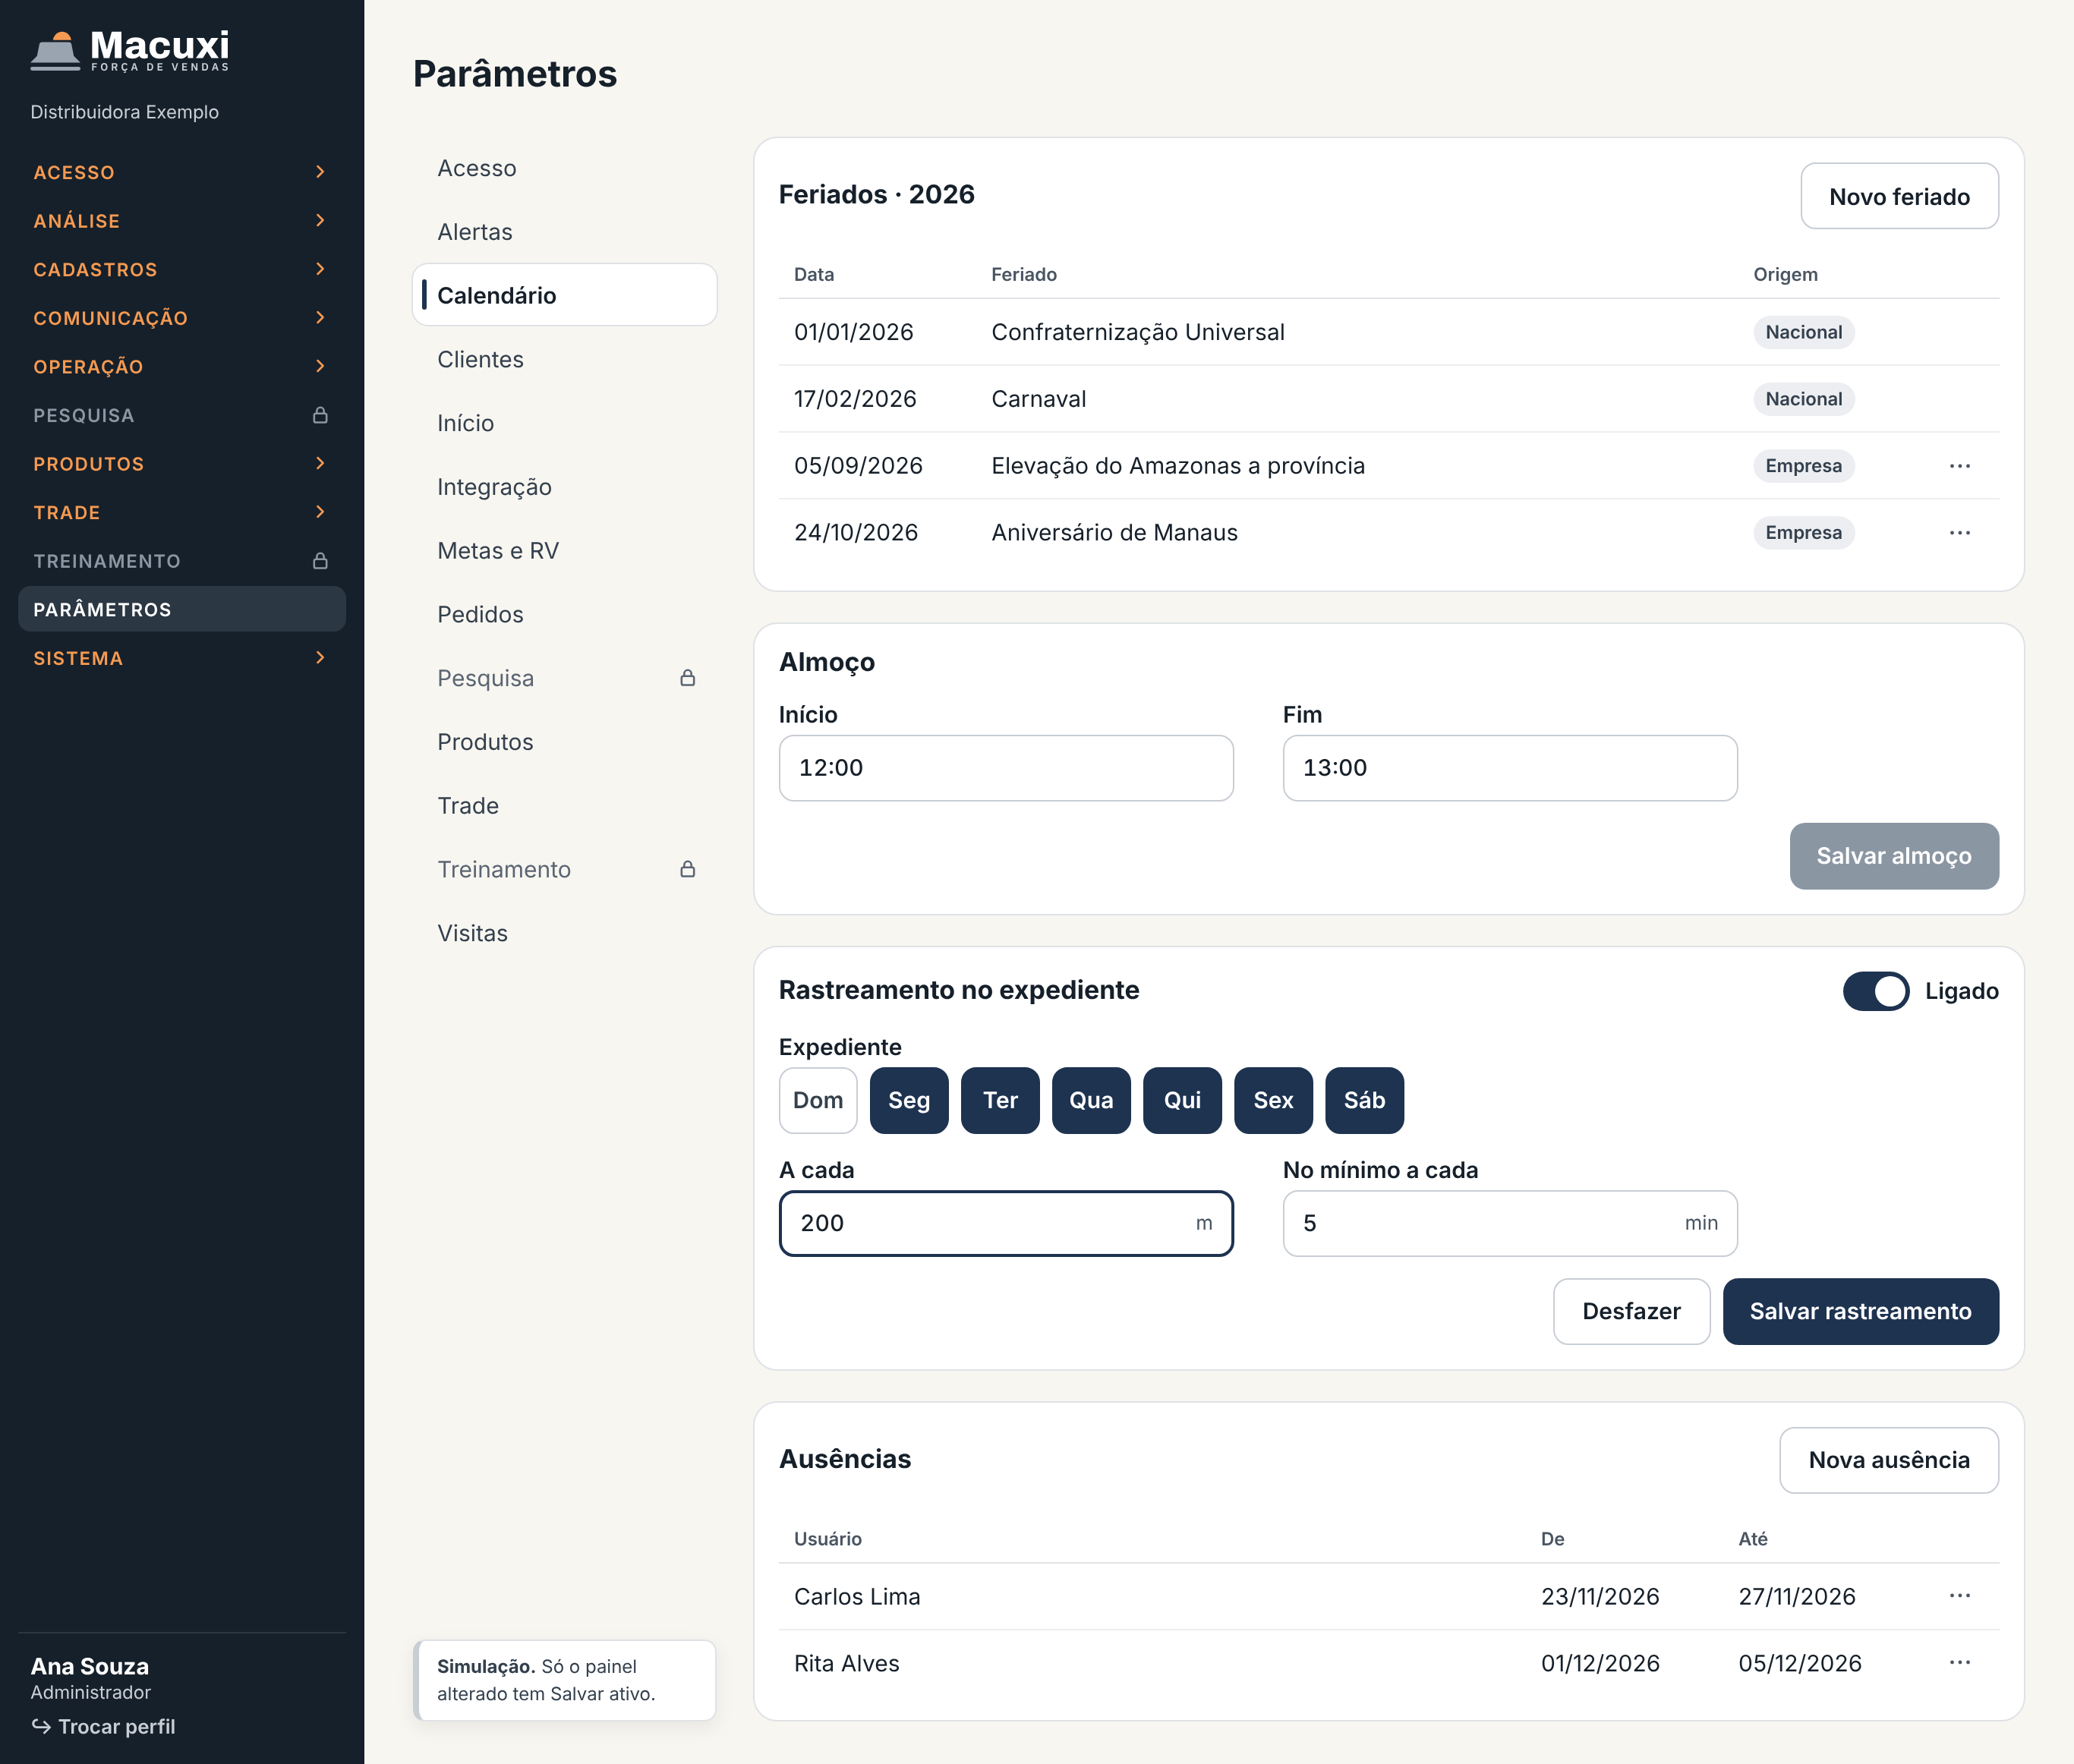 Macuxi
FORÇA DE VENDAS
Distribuidora Exemplo
ACESSO
ANÁLISE
CADASTROS
COMUNICAÇÃO
OPERAÇÃO
PESQUISA
PRODUTOS
TRADE
TREINAMENTO
PARÂMETROS
SISTEMA
Ana Souza
Administrador
Trocar perfil
Parâmetros
Acesso
Alertas
Calendário
Clientes
Início
Integração
Metas e RV
Pedidos
Pesquisa
Produtos
Trade
Treinamento
Visitas
Simulação. Só o painel
alterado tem Salvar ativo.
Feriados · 2026
Novo feriado
Data Feriado Origem
01/01/2026 Confraternização Universal Nacional
17/02/2026 Carnaval Nacional
05/09/2026 Elevação do Amazonas a província Empresa
24/10/2026 Aniversário de Manaus Empresa
Almoço
Início Fim
12:00 13:00
Salvar almoço
Rastreamento no expediente
Ligado
Expediente
Dom Seg Ter Qua Qui Sex Sáb
A cada No mínimo a cada
200 m 5 min
Desfazer Salvar rastreamento
Ausências
Nova ausência
Usuário De Até
Carlos Lima 23/11/2026 27/11/2026
Rita Alves 01/12/2026 05/12/2026